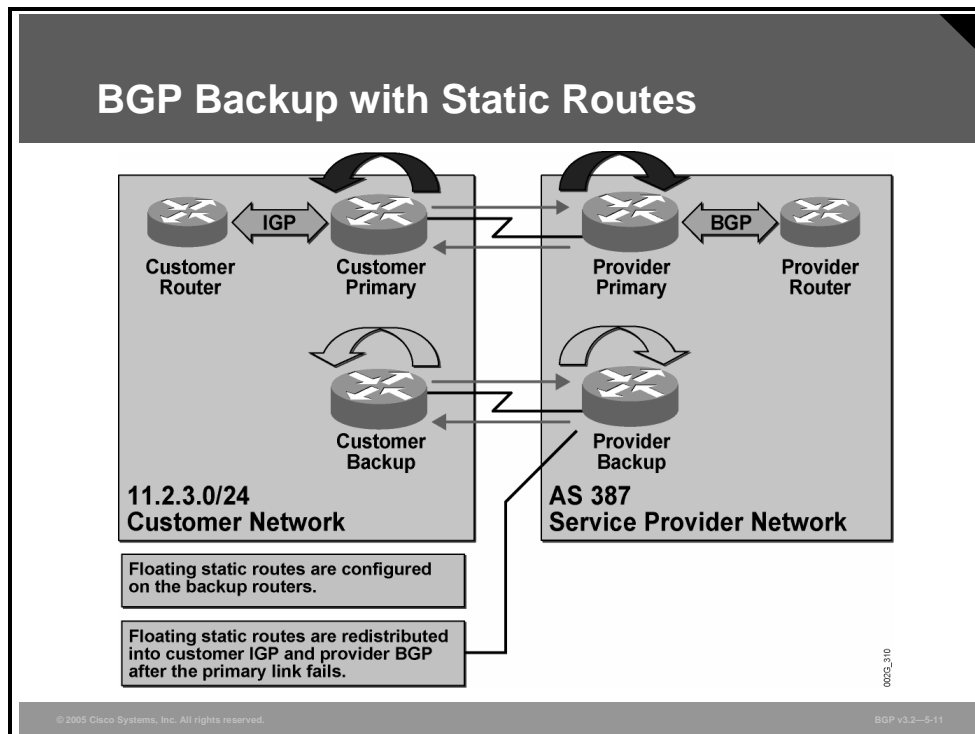 BGP Backup with Static Routes
IGP
BGP
Customer
Router
Customer
Primary
Provider
Primary
Provider
Router
Customer
Backup
Provider
Backup
11.2.3.0/24
Customer Network
AS 387
Service Provider Network
Floating static routes are configured
on the backup routers.
Floating static routes are redistributed
into customer IGP and provider BGP
after the primary link fails.
002G_310
© 2005 Cisco Systems, Inc. All rights reserved.
BGP v3.2—5-11